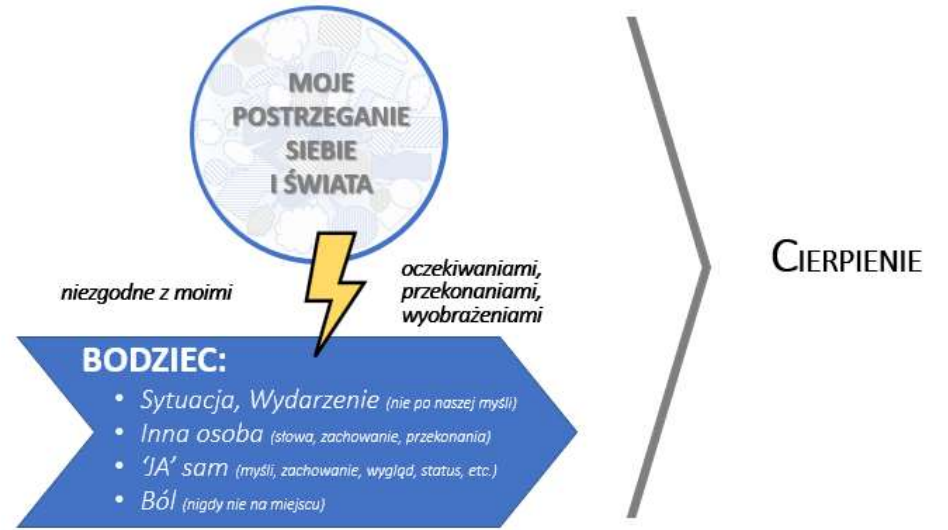 MOJE
POSTRZEGANIE
SIEBIE
I ŚWIATA
niezgodne z moimi
oczekiwaniami,
przekonaniami,
wyobrażeniami
BODZIEC:
• Sytuacja, Wydarzenie (nie po naszej myśli)
• Inna osoba (słowa, zachowanie, przekonania)
• ‘JA’ sam (myśli, zachowanie, wygląd, status, etc.)
• Ból (nigdy nie na miejscu)
CIERPIENIE